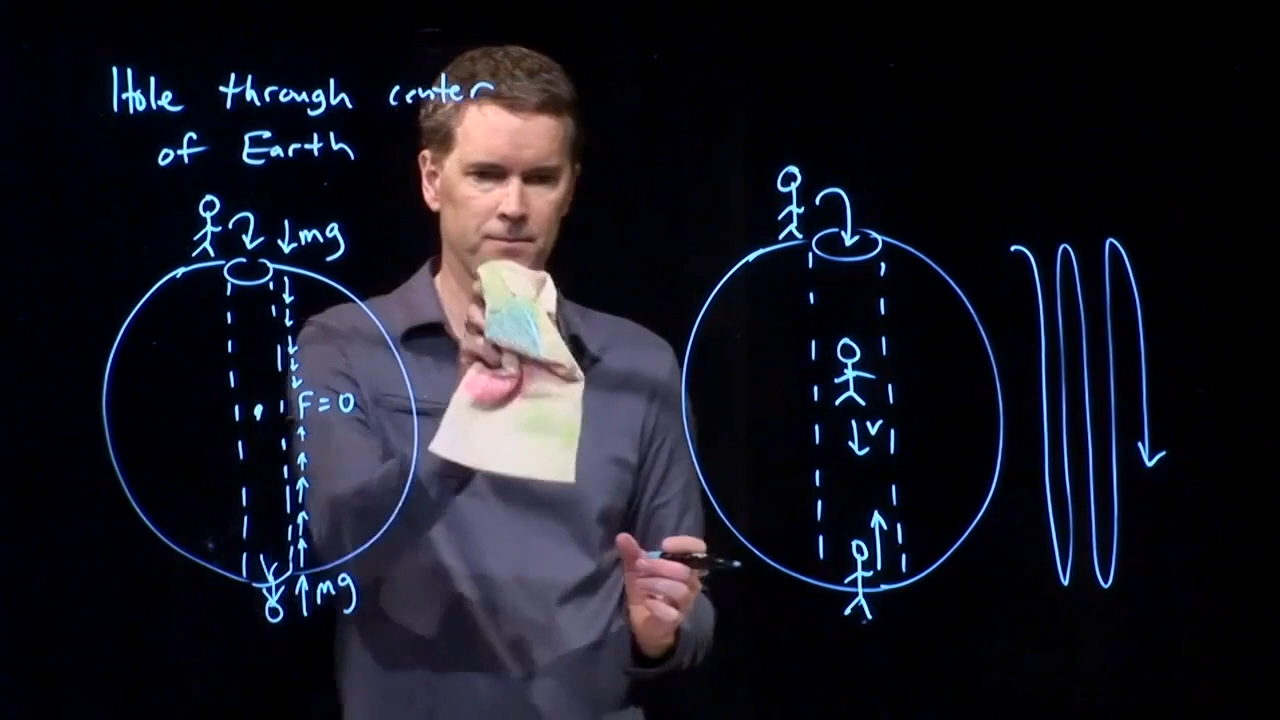 Hole through center
of Earth
mg
F = 0
mg
v